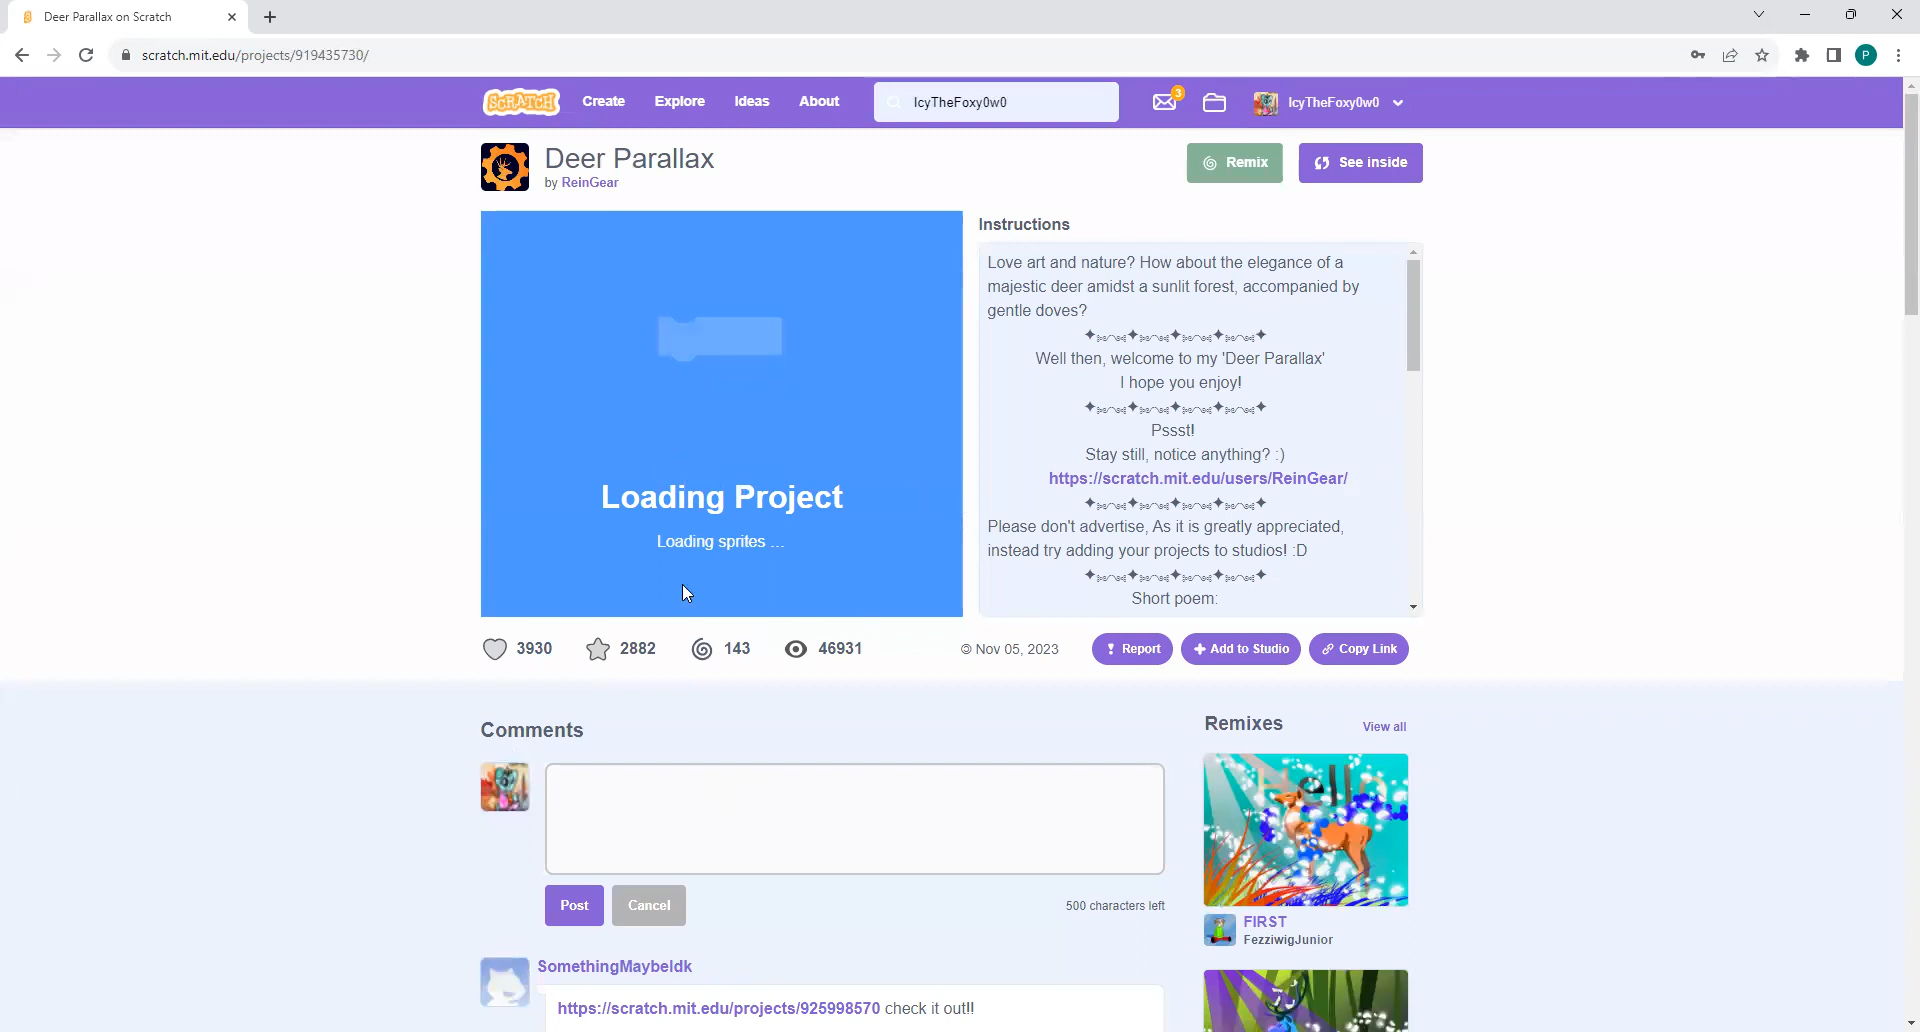 Deer Parallax on Scratch
scratch.mit.edu/projects/919435730/
P
SCRATCH
Create
Explore
Ideas
About
IcyTheFoxy0w0
3
IcyTheFoxy0w0
Deer Parallax
by ReinGear
Remix
See inside
Loading Project
Loading sprites ...
Instructions
Love art and nature? How about the elegance of a
majestic deer amidst a sunlit forest, accompanied by
gentle doves?
Well then, welcome to my 'Deer Parallax'
I hope you enjoy!
Pssst!
Stay still, notice anything? :)
https://scratch.mit.edu/users/ReinGear/
Please don't advertise, As it is greatly appreciated,
instead try adding your projects to studios! :D
Short poem:
3930
2882
143
46931
© Nov 05, 2023
Report
Add to Studio
Copy Link
Comments
Post
Cancel
500 characters left
SomethingMaybeIdk
https://scratch.mit.edu/projects/925998570 check it out!!
Remixes
View all
Hello
FIRST
FezziwigJunior